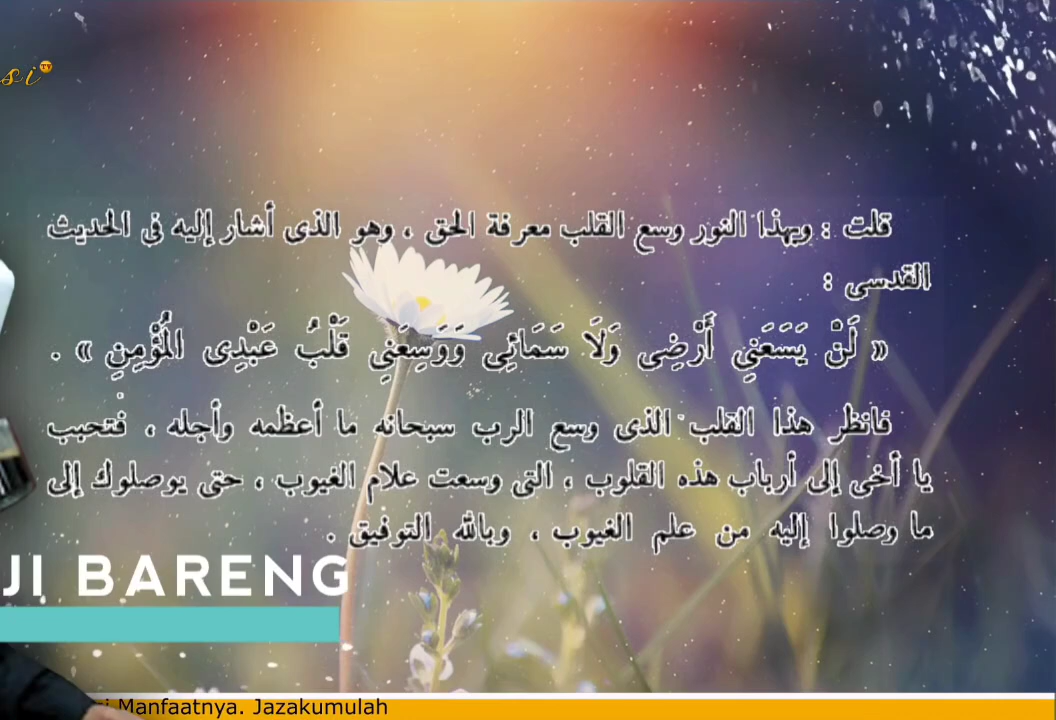 si TV
قلت : وبهذا النور وسع القلب معرفة الحق ، وهو الذى أشار إليه فى الحديث
القدسى :
« لَنْ يَسَعَنِي أَرْضِى وَلَا سَمَائِى وَوَسِعَنِي قَلْبُ عَبْدِى الْمُؤْمِنِ » .
فانظر هذا القلب الذى وسع الرب سبحانه ما أعظمه وأجله ، فتحبب
يا أخى إلى أرباب هذه القلوب ، التى وسعت علام الغيوب ، حتى يوصلوك إلى
ما وصلوا إليه من علم الغيوب ، وبالله التوفيق .
JI BARENG
i Manfaatnya. Jazakumulah